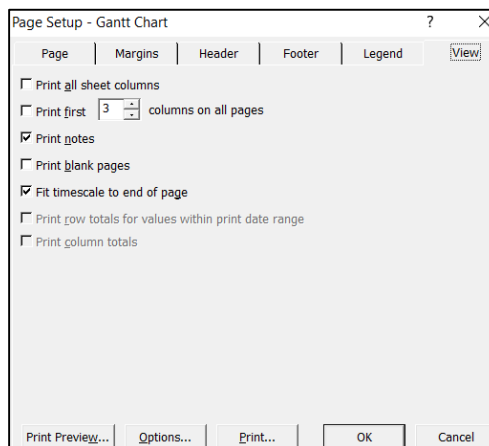 Page Setup - Gantt Chart ? ×
Page Margins Header Footer Legend View
Print all sheet columns
Print first 3 columns on all pages
Print notes
Print blank pages
Fit timescale to end of page
Print row totals for values within print date range
Print column totals
Print Preview... Options... Print... OK Cancel